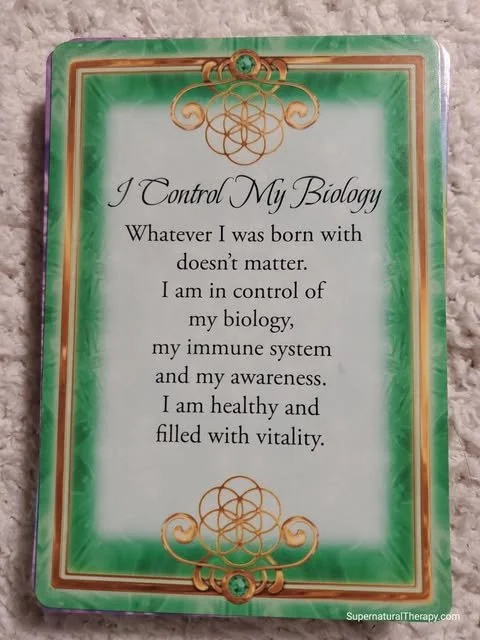 I Control My Biology
Whatever I was born with
doesn't matter.
I am in control of
my biology,
my immune system
and my awareness.
I am healthy and
filled with vitality.
SupernaturalTherapy.com